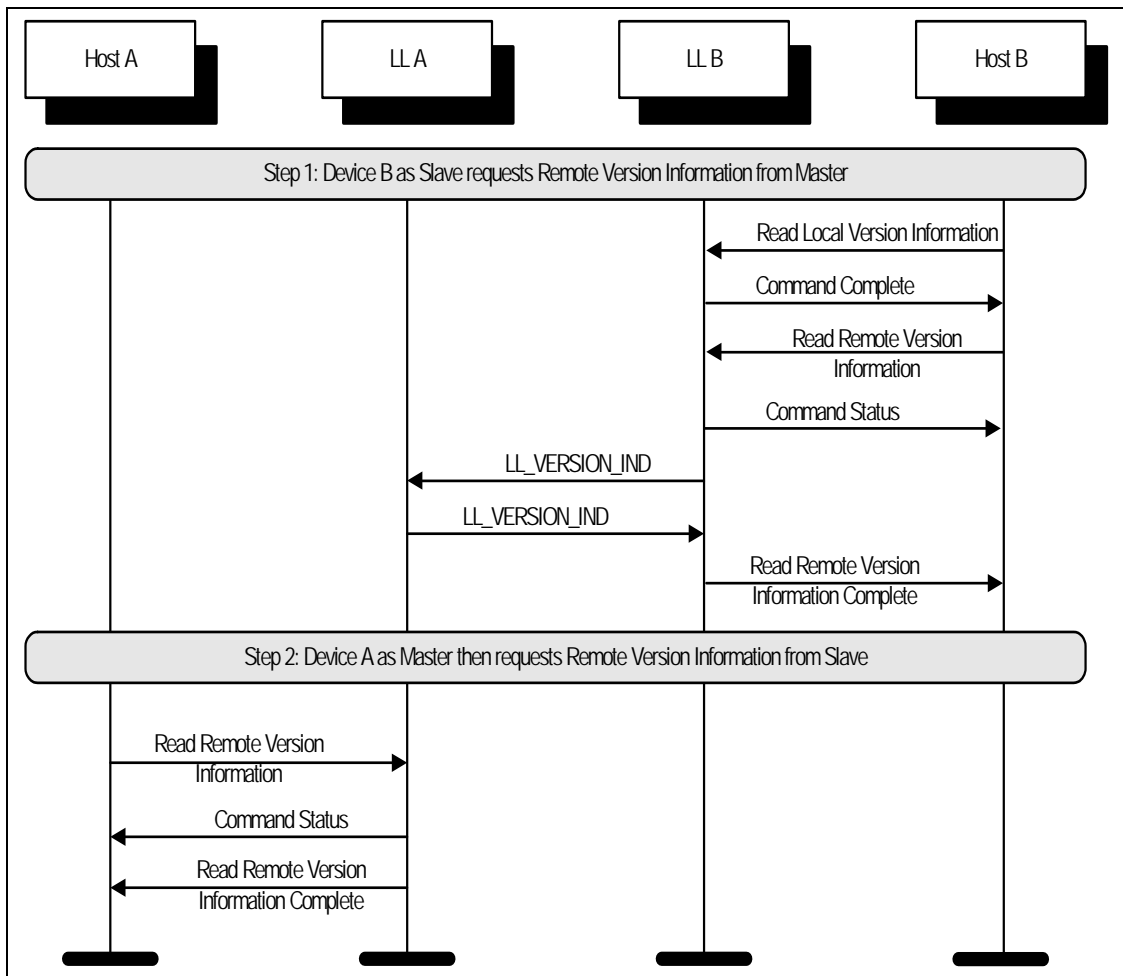 Host A
LL A
LL B
Host B
Step 1: Device B as Slave requests Remote Version Information from Master
Read Local Version Information
Command Complete
Read Remote Version
Information
Command Status
LL_VERSION_IND
LL_VERSION_IND
Read Remote Version
Information Complete
Step 2: Device A as Master then requests Remote Version Information from Slave
Read Remote Version
Information
Command Status
Read Remote Version
Information Complete